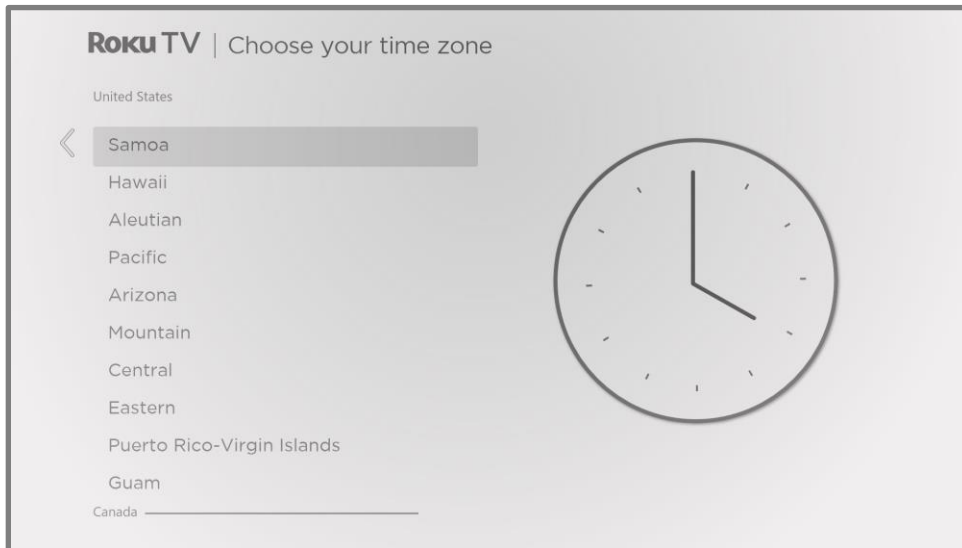 Roku TV | Choose your time zone
United States
Samoa
Hawaii
Aleutian
Pacific
Arizona
Mountain
Central
Eastern
Puerto Rico-Virgin Islands
Guam
Canada